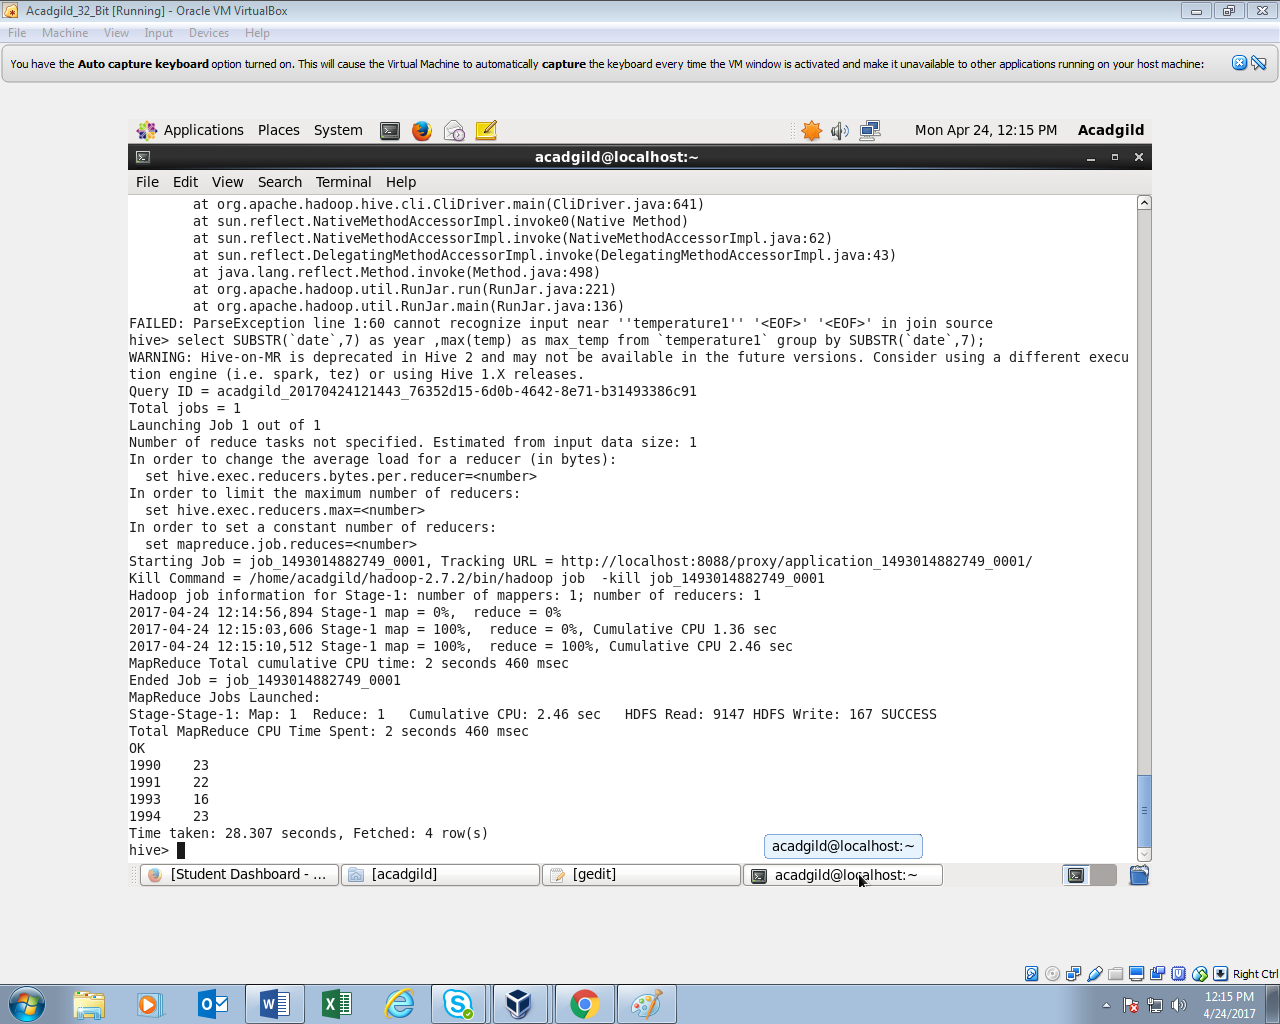 Acadgild_32_Bit [Running] - Oracle VM VirtualBox
File Machine View Input Devices Help
You have the Auto capture keyboard option turned on. This will cause the Virtual Machine to automatically capture the keyboard every time the VM window is activated and make it unavailable to other applications running on your host machine:
Applications Places System Mon Apr 24, 12:15 PM Acadgild
acadgild@localhost:~
File Edit View Search Terminal Help
at org.apache.hadoop.hive.cli.CliDriver.main(CliDriver.java:641)
at sun.reflect.NativeMethodAccessorImpl.invoke0(Native Method)
at sun.reflect.NativeMethodAccessorImpl.invoke(NativeMethodAccessorImpl.java:62)
at sun.reflect.DelegatingMethodAccessorImpl.invoke(DelegatingMethodAccessorImpl.java:43)
at java.lang.reflect.Method.invoke(Method.java:498)
at org.apache.hadoop.util.RunJar.run(RunJar.java:221)
at org.apache.hadoop.util.RunJar.main(RunJar.java:136)
FAILED: ParseException line 1:60 cannot recognize input near ''temperature1'' '<EOF>' '<EOF>' in join source
hive> select SUBSTR(`date`,7) as year ,max(temp) as max_temp from `temperature1` group by SUBSTR(`date`,7);
WARNING: Hive-on-MR is deprecated in Hive 2 and may not be available in the future versions. Consider using a different execu
tion engine (i.e. spark, tez) or using Hive 1.X releases.
Query ID = acadgild_20170424121443_76352d15-6d0b-4642-8e71-b31493386c91
Total jobs = 1
Launching Job 1 out of 1
Number of reduce tasks not specified. Estimated from input data size: 1
In order to change the average load for a reducer (in bytes):
set hive.exec.reducers.bytes.per.reducer=<number>
In order to limit the maximum number of reducers:
set hive.exec.reducers.max=<number>
In order to set a constant number of reducers:
set mapreduce.job.reduces=<number>
Starting Job = job_1493014882749_0001, Tracking URL = http://localhost:8088/proxy/application_1493014882749_0001/
Kill Command = /home/acadgild/hadoop-2.7.2/bin/hadoop job  -kill job_1493014882749_0001
Hadoop job information for Stage-1: number of mappers: 1; number of reducers: 1
2017-04-24 12:14:56,894 Stage-1 map = 0%,  reduce = 0%
2017-04-24 12:15:03,606 Stage-1 map = 100%,  reduce = 0%, Cumulative CPU 1.36 sec
2017-04-24 12:15:10,512 Stage-1 map = 100%,  reduce = 100%, Cumulative CPU 2.46 sec
MapReduce Total cumulative CPU time: 2 seconds 460 msec
Ended Job = job_1493014882749_0001
MapReduce Jobs Launched:
Stage-Stage-1: Map: 1  Reduce: 1   Cumulative CPU: 2.46 sec   HDFS Read: 9147 HDFS Write: 167 SUCCESS
Total MapReduce CPU Time Spent: 2 seconds 460 msec
OK
1990    23
1991    22
1993    16
1994    23
Time taken: 28.307 seconds, Fetched: 4 row(s)
hive>
acadgild@localhost:~
[Student Dashboard - ... [acadgild] [gedit] acadgild@localhost:~
Right Ctrl
12:15 PM
4/24/2017